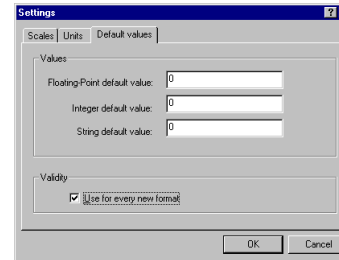 Settings ?
Scales Units Default values
Values
Floating-Point default value: 0
Integer default value: 0
String default value: 0
Validity
Use for every new format
OK Cancel